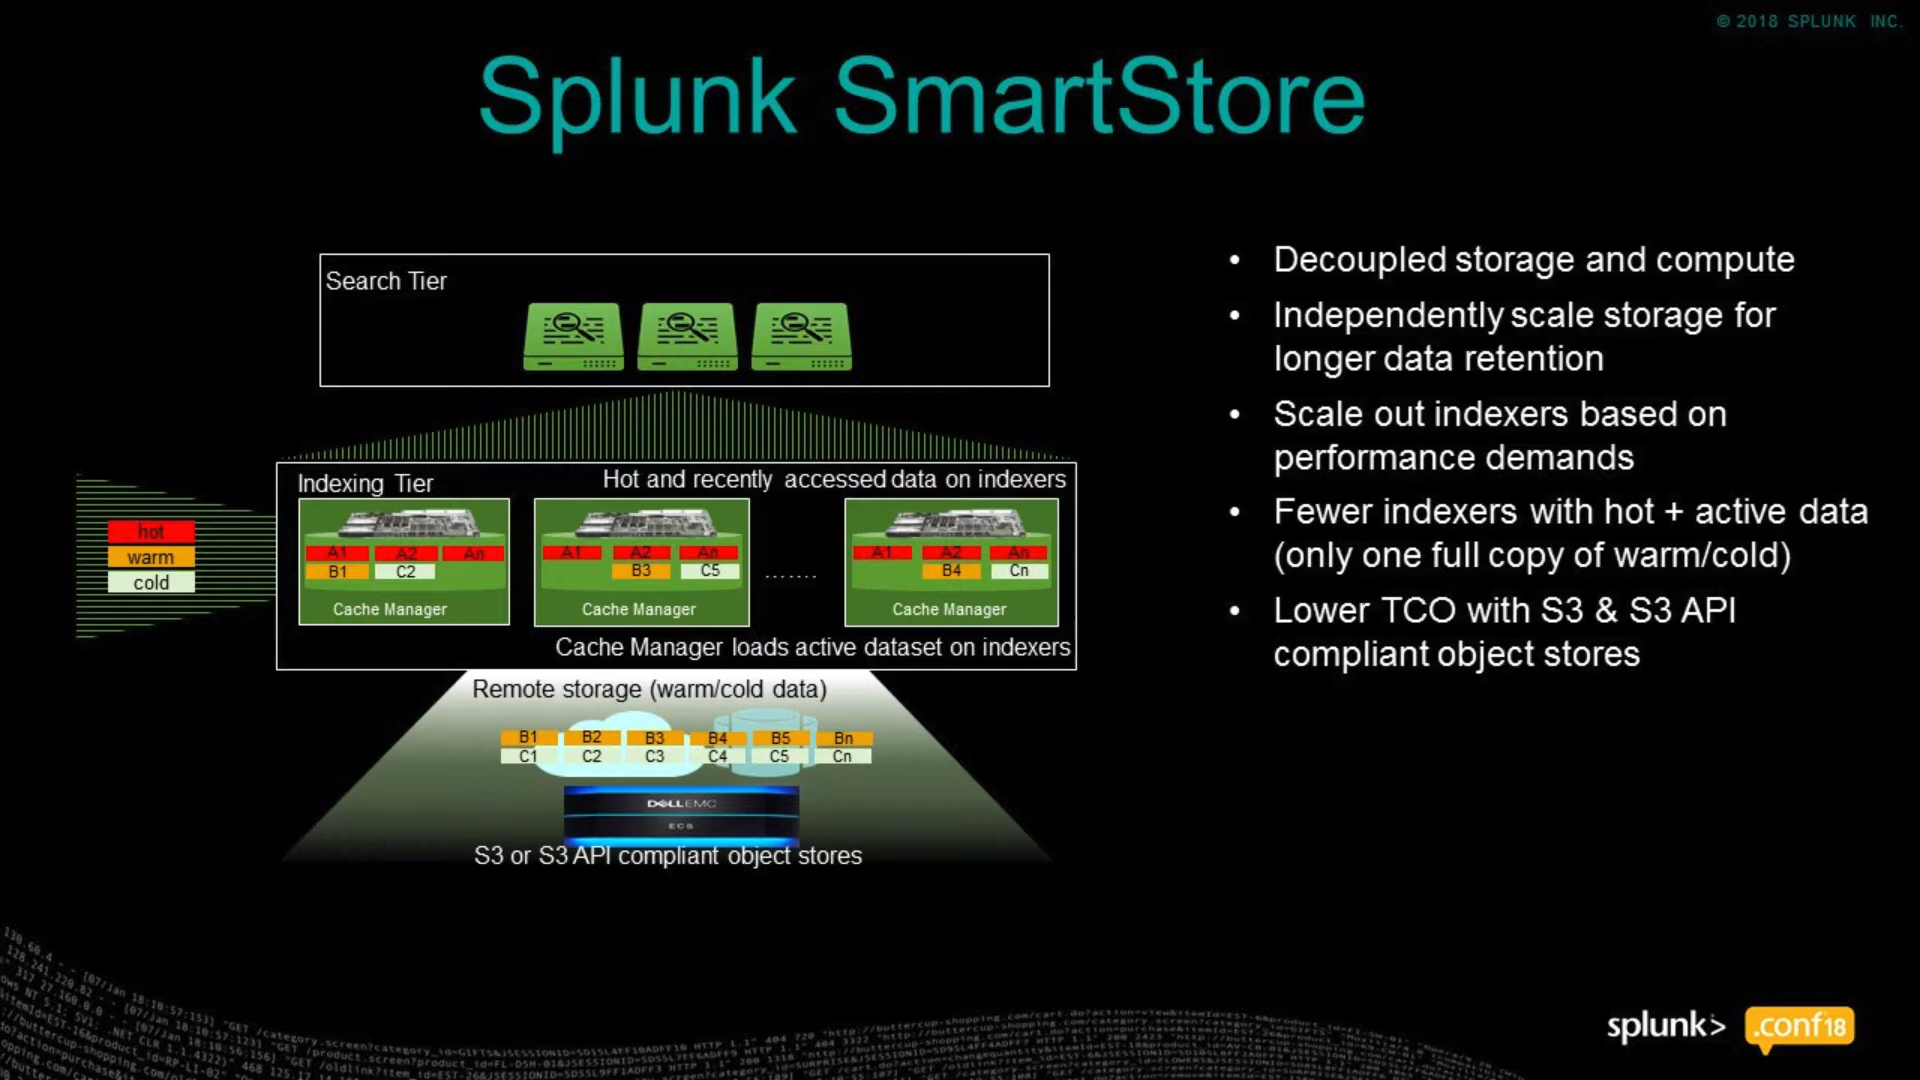 © 2018 SPLUNK INC.
Splunk SmartStore
Search Tier
Indexing Tier
Hot and recently accessed data on indexers
hot
warm
cold
A1 A2 An
B1 C2
Cache Manager
A1 A2 An
B3 C5
Cache Manager
.......
A1 A2 An
B4 Cn
Cache Manager
Cache Manager loads active dataset on indexers
Remote storage (warm/cold data)
B1 B2 B3 B4 B5 Bn
C1 C2 C3 C4 C5 Cn
DELLEMC
ECS
S3 or S3 API compliant object stores
• Decoupled storage and compute
• Independently scale storage for
longer data retention
• Scale out indexers based on
performance demands
• Fewer indexers with hot + active data
(only one full copy of warm/cold)
• Lower TCO with S3 & S3 API
compliant object stores
splunk>
.conf18